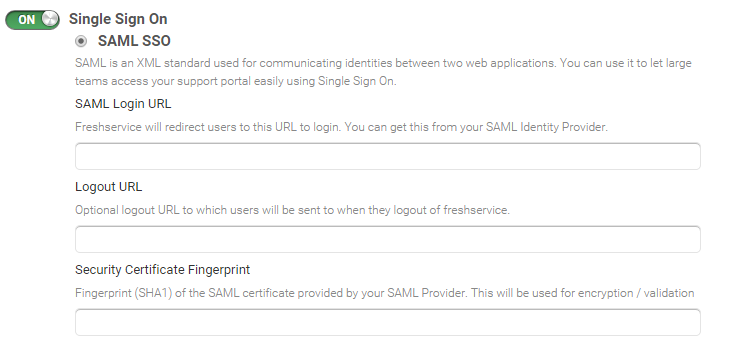 ON Single Sign On
SAML SSO
SAML is an XML standard used for communicating identities between two web applications. You can use it to let large
teams access your support portal easily using Single Sign On.
SAML Login URL
Freshservice will redirect users to this URL to login. You can get this from your SAML Identity Provider.
Logout URL
Optional logout URL to which users will be sent to when they logout of freshservice.
Security Certificate Fingerprint
Fingerprint (SHA1) of the SAML certificate provided by your SAML Provider. This will be used for encryption / validation